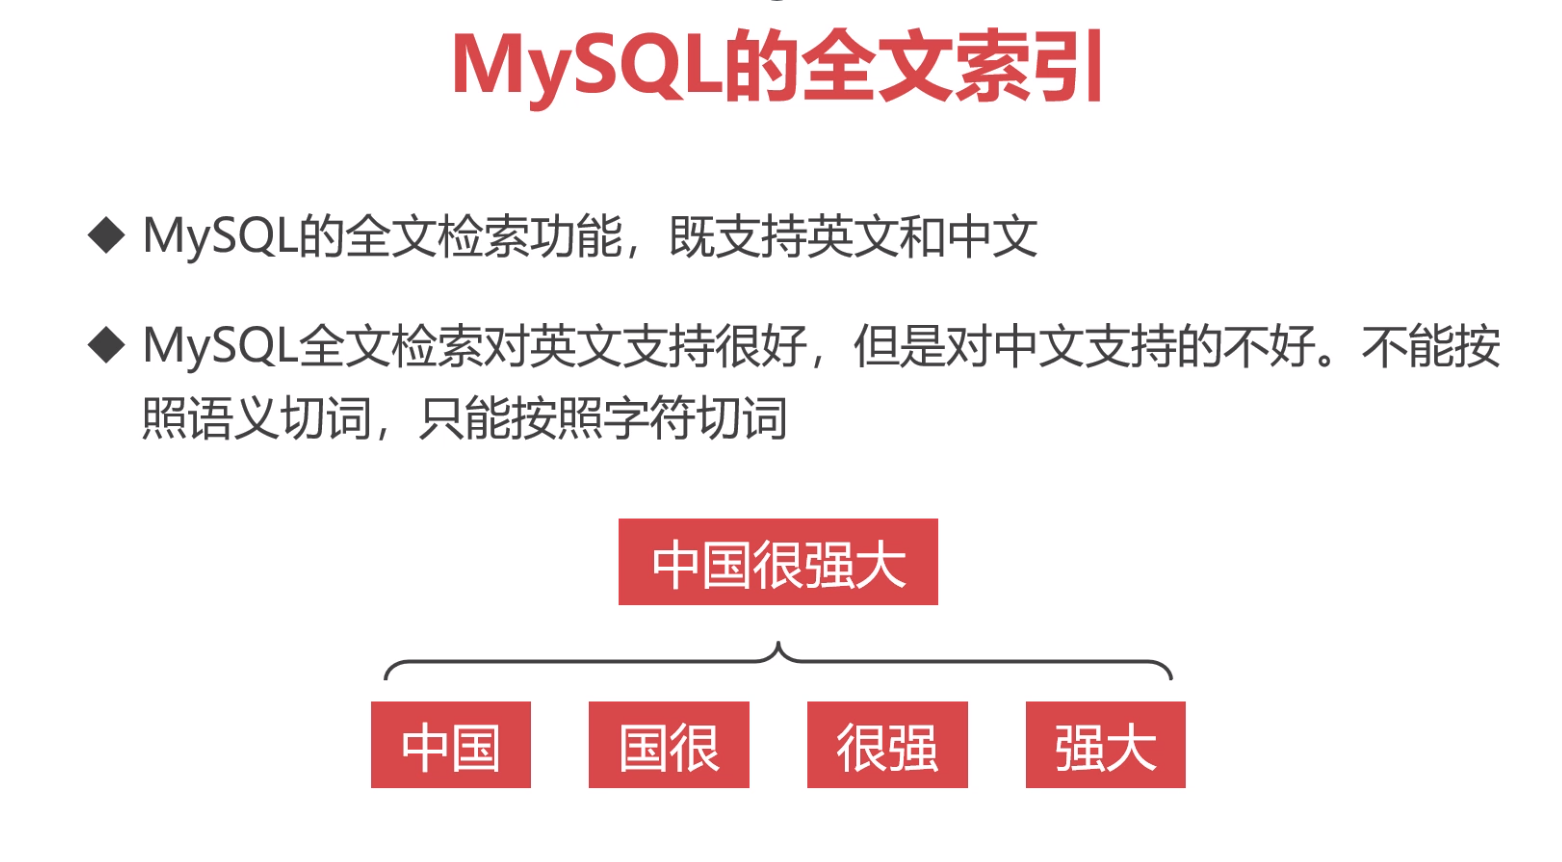 MySQL的全文索引
MySQL的全文检索功能，既支持英文和中文
MySQL全文检索对英文支持很好，但是对中文支持的不好。不能按
照语义切词，只能按照字符切词
中国很强大
中国 国很 很强 强大